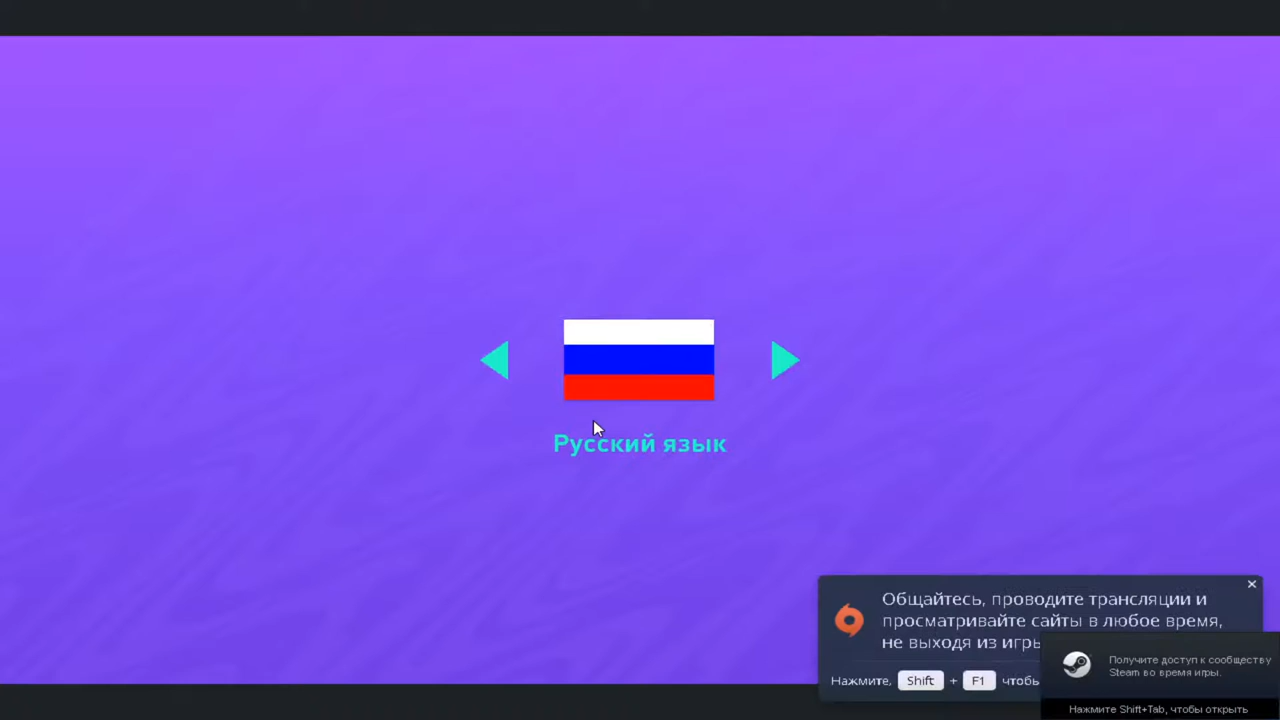 Русский язык
Общайтесь, проводите трансляции и
просматривайте сайты в любое время,
не выходя из игры
Нажмите, Shift + F1 чтобы
Получите доступ к сообществу
Steam во время игры.
Нажмите Shift+Tab, чтобы открыть